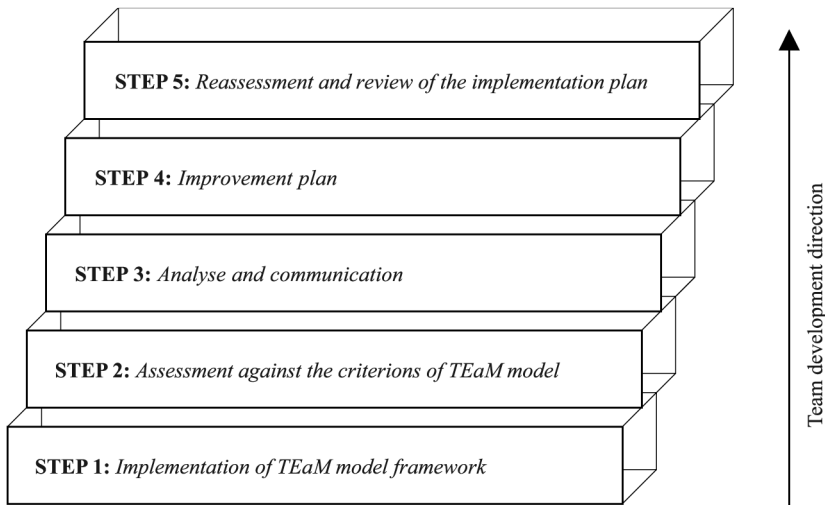 STEP 5: Reassessment and review of the implementation plan
STEP 4: Improvement plan
STEP 3: Analyse and communication
STEP 2: Assessment against the criterions of TEaM model
STEP 1: Implementation of TEaM model framework
Team development direction